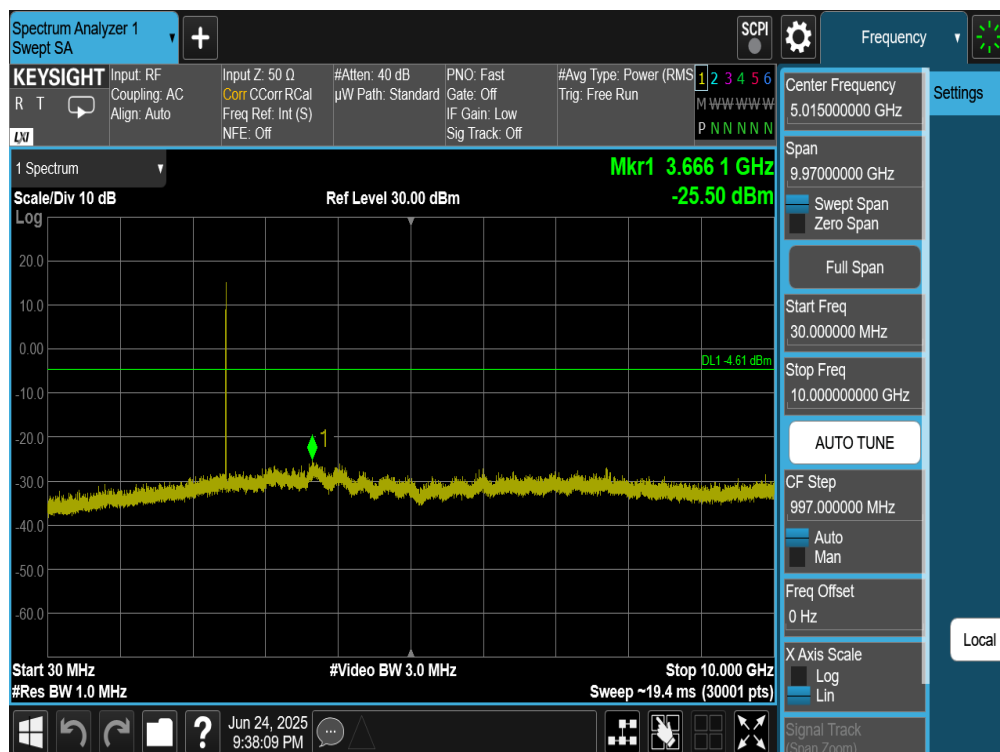 Spectrum Analyzer 1
Swept SA
+
SCPI
Frequency
KEYSIGHT
R T
LXI
Input: RF
Coupling: AC
Align: Auto
Input Z: 50 Ω
Corr CCorr RCal
Freq Ref: Int (S)
NFE: Off
#Atten: 40 dB
µW Path: Standard
PNO: Fast
Gate: Off
IF Gain: Low
Sig Track: Off
#Avg Type: Power (RMS
Trig: Free Run
1 2 3 4 5 6
M W W W W W
P N N N N N
1 Spectrum
Scale/Div 10 dB
Ref Level 30.00 dBm
Mkr1 3.666 1 GHz
-25.50 dBm
Log
20.0
10.0
0.00
-10.0
-20.0
-30.0
-40.0
-50.0
-60.0
DL1 -4.61 dBm
1
Start 30 MHz
#Res BW 1.0 MHz
#Video BW 3.0 MHz
Stop 10.000 GHz
Sweep ~19.4 ms (30001 pts)
Center Frequency
5.015000000 GHz
Span
9.97000000 GHz
Swept Span
Zero Span
Full Span
Start Freq
30.000000 MHz
Stop Freq
10.000000000 GHz
AUTO TUNE
CF Step
997.000000 MHz
Auto
Man
Freq Offset
0 Hz
X Axis Scale
Log
Lin
Signal Track
(Span Zoom)
Settings
Local
?
Jun 24, 2025
9:38:09 PM